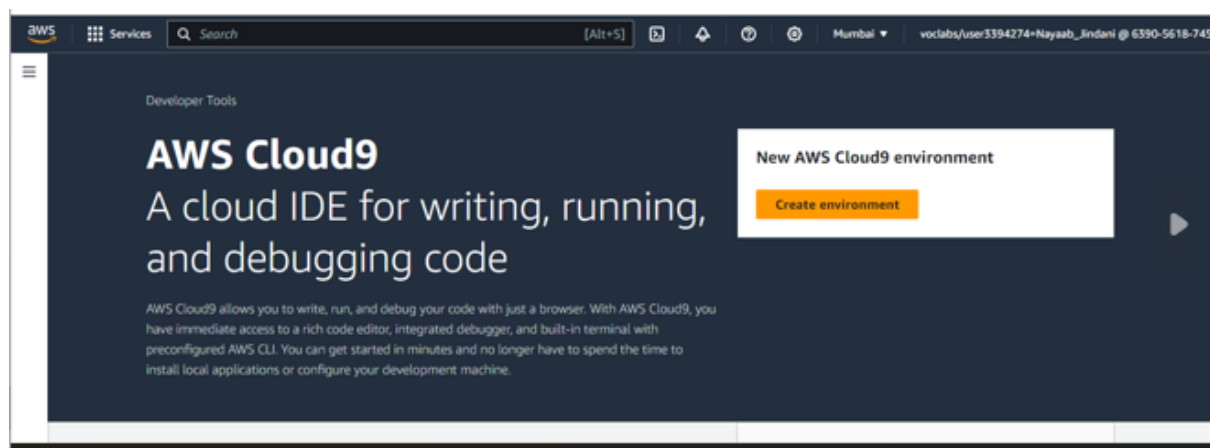 aws
Services
Search
[Alt+S]
Mumbai
voclabs/user3394274=Nayaab_Jindani @ 6390-5618-745
Developer Tools
AWS Cloud9
A cloud IDE for writing, running,
and debugging code
New AWS Cloud9 environment
Create environment
AWS Cloud9 allows you to write, run, and debug your code with just a browser. With AWS Cloud9, you
have immediate access to a rich code editor, integrated debugger, and built-in terminal with
preconfigured AWS CLI. You can get started in minutes and no longer have to spend the time to
install local applications or configure your development machine.